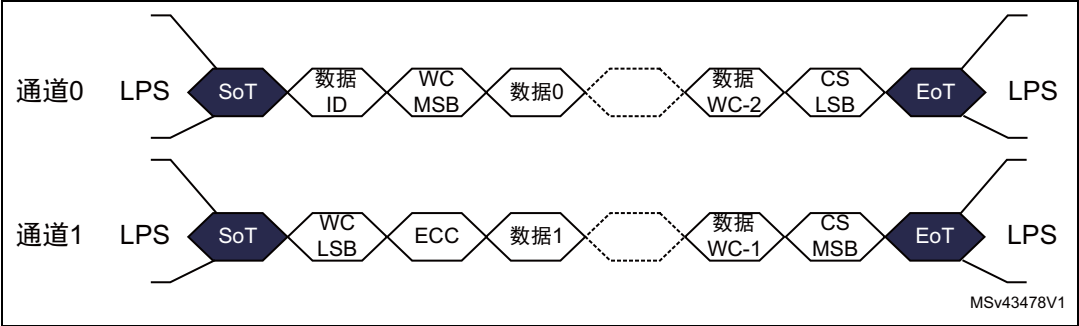 通道0 LPS SoT 数据 ID WC MSB 数据0 数据 WC-2 CS LSB EoT LPS
通道1 LPS SoT WC LSB ECC 数据1 数据 WC-1 CS MSB EoT LPS
MSv43478V1